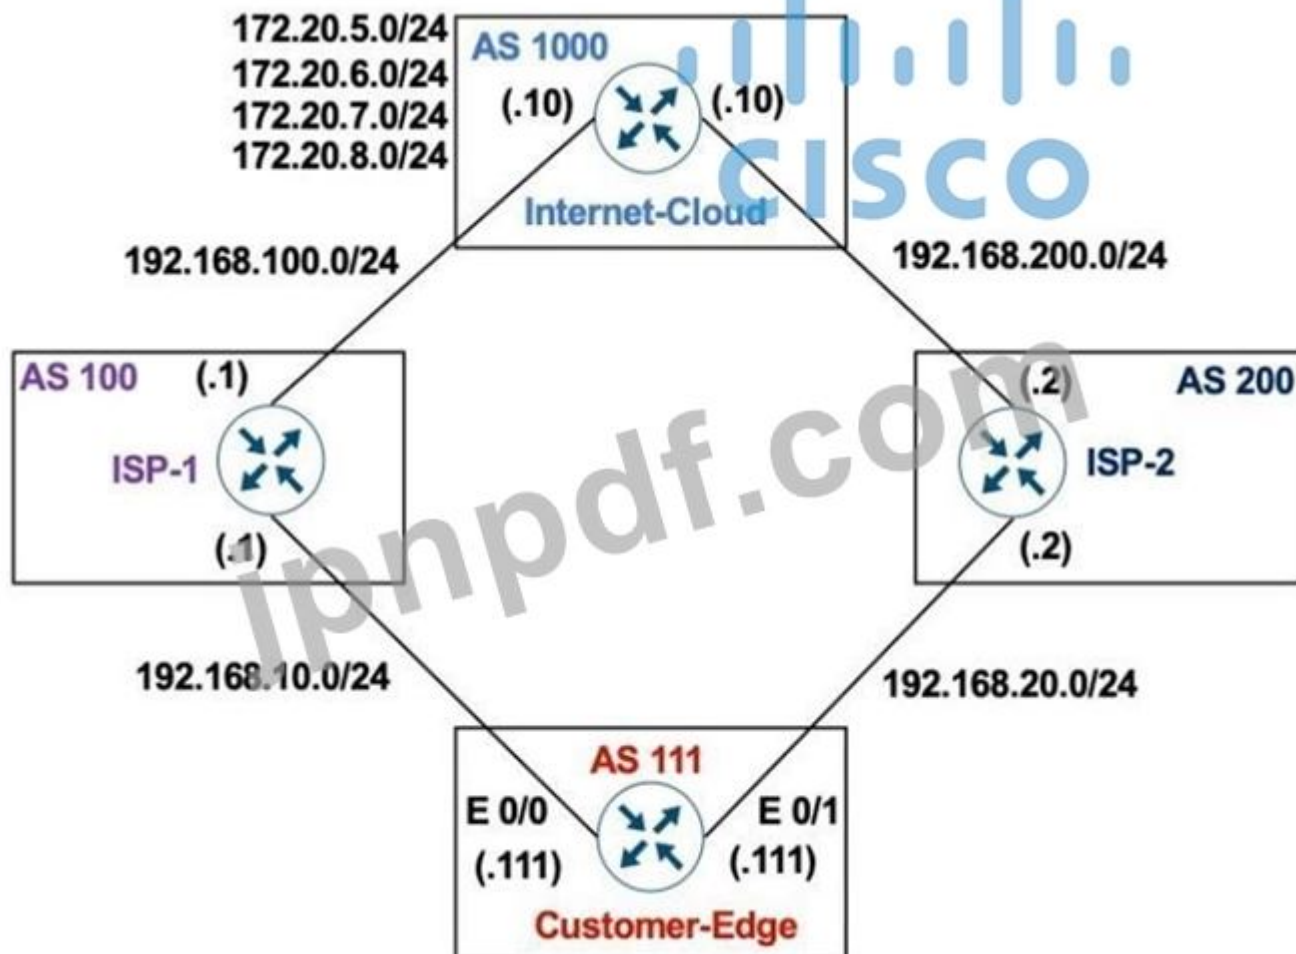 172.20.5.0/24
172.20.6.0/24
172.20.7.0/24
172.20.8.0/24
AS 1000
(.10)
(.10)
Internet-Cloud
CISCO
192.168.100.0/24
192.168.200.0/24
AS 100
(.1)
ISP-1
(.1)
(.2)
AS 200
ISP-2
(.2)
jpnpdf.com
192.168.10.0/24
192.168.20.0/24
AS 111
E 0/0
E 0/1
(.111)
(.111)
Customer-Edge